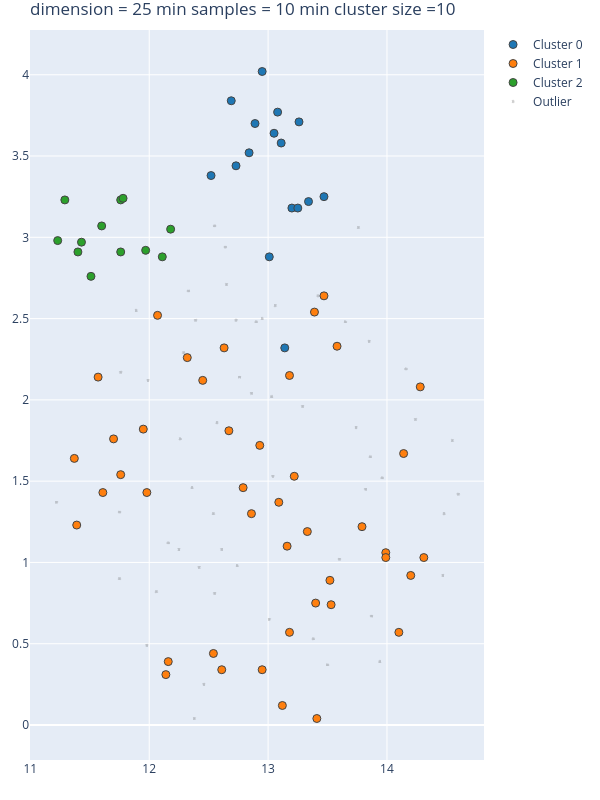 dimension = 25 min samples = 10 min cluster size =10
Cluster 0
Cluster 1
Cluster 2
Outlier
4
3.5
3
2.5
2
1.5
1
0.5
0
11 12 13 14